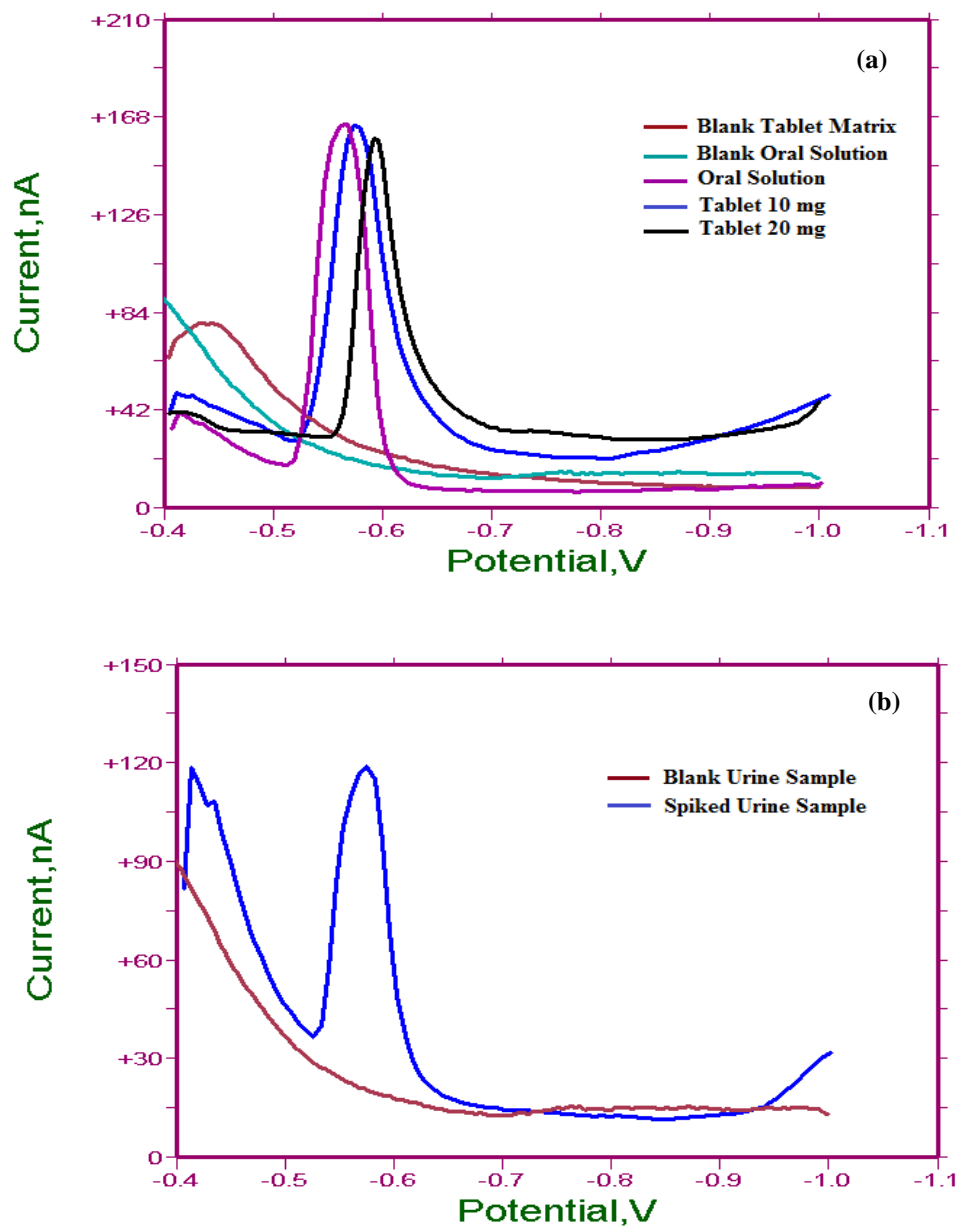 +210
(a)
+168
Blank Tablet Matrix
Blank Oral Solution
Oral Solution
+126
Tablet 10 mg
Tablet 20 mg
Current,nA
+84
+42
0
-0.4 -0.5 -0.6 -0.7 -0.8 -0.9 -1.0 -1.1
Potential,V
+150
(b)
+120
Blank Urine Sample
Spiked Urine Sample
+90
Current,nA
+60
+30
0
-0.4 -0.5 -0.6 -0.7 -0.8 -0.9 -1.0 -1.1
Potential,V